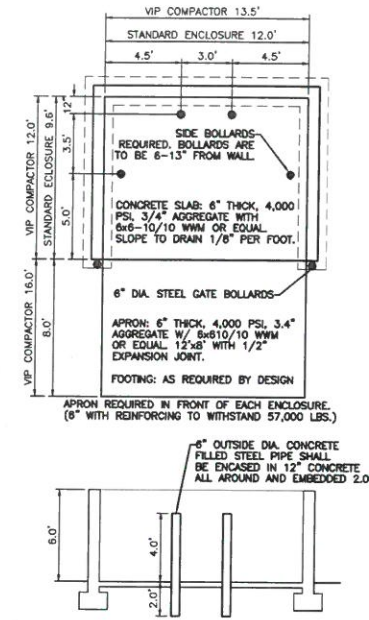 VIP COMPACTOR 13.5'
STANDARD ENCLOSURE 12.0'
4.5'
3.0'
4.5'
12"
VIP COMPACTOR 12.0'
STANDARD ECLOSURE 9.6'
3.5'
5.0'
SIDE BOLLARDS
REQUIRED. BOLLARDS ARE
TO BE 6-13" FROM WALL.
CONCRETE SLAB: 6" THICK, 4,000
PSI, 3/4" AGGREGATE WITH
6x6-10/10 WWM OR EQUAL.
SLOPE TO DRAIN 1/8" PER FOOT.
VIP COMPACTOR 16.0'
8.0'
6" DIA. STEEL GATE BOLLARDS
APRON: 6" THICK, 4,000 PSI, 3.4"
AGGREGATE W/ 6x610/10 WWM
OR EQUAL. 12'x8' WITH 1/2"
EXPANSION JOINT.
FOOTING: AS REQUIRED BY DESIGN
APRON REQUIRED IN FRONT OF EACH ENCLOSURE.
(8" WITH REINFORCING TO WITHSTAND 57,000 LBS.)
6" OUTSIDE DIA. CONCRETE
FILLED STEEL PIPE SHALL
BE ENCASED IN 12" CONCRETE
ALL AROUND AND EMBEDDED 2.0
6.0'
4.0'
2.0'